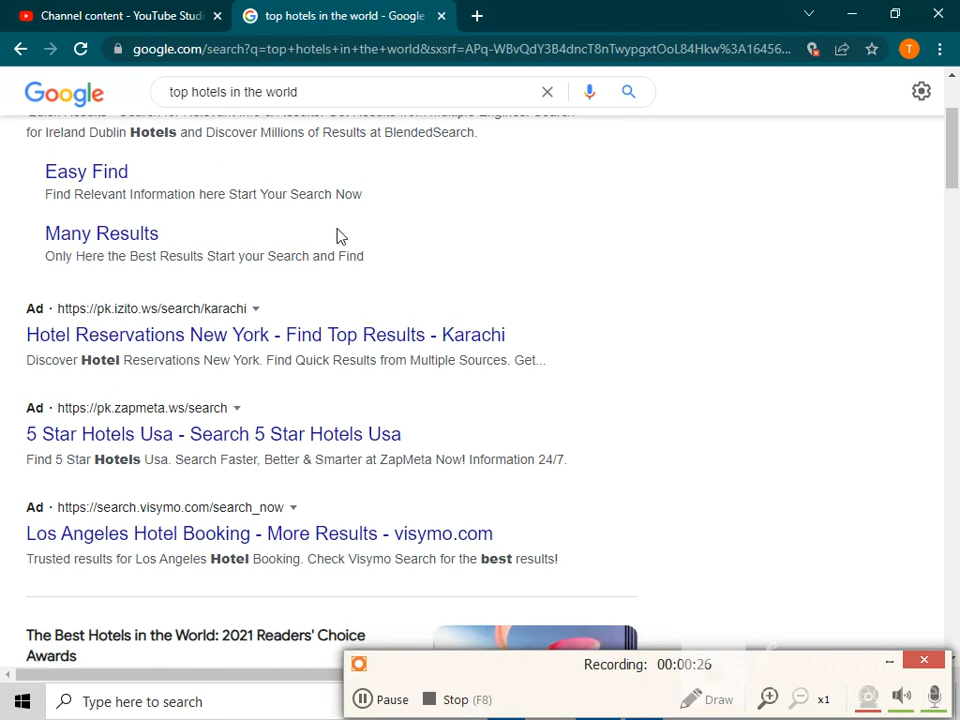 Channel content - YouTube Studi
top hotels in the world - Google
google.com/search?q=top+hotels+in+the+world&sxsrf=APq-WBvQdY3B4dncT8nTwypgxtOoL84Hkw%3A16456...
T
Google
top hotels in the world
for Ireland Dublin Hotels and Discover Millions of Results at BlendedSearch.
Easy Find
Find Relevant Information here Start Your Search Now
Many Results
Only Here the Best Results Start your Search and Find
Ad · https://pk.izito.ws/search/karachi
Hotel Reservations New York - Find Top Results - Karachi
Discover Hotel Reservations New York. Find Quick Results from Multiple Sources. Get...
Ad · https://pk.zapmeta.ws/search
5 Star Hotels Usa - Search 5 Star Hotels Usa
Find 5 Star Hotels Usa. Search Faster, Better & Smarter at ZapMeta Now! Information 24/7.
Ad · https://search.visymo.com/search_now
Los Angeles Hotel Booking - More Results - visymo.com
Trusted results for Los Angeles Hotel Booking. Check Visymo Search for the best results!
The Best Hotels in the World: 2021 Readers' Choice
Awards
Recording: 00:00:26
Pause
Stop (F8)
Draw
x1
Type here to search